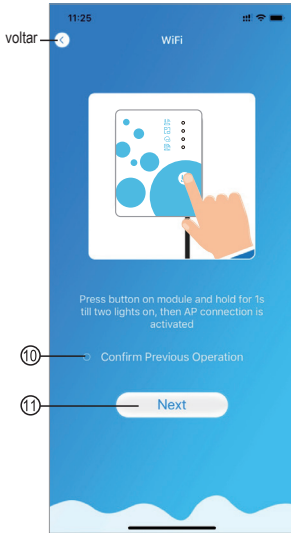 11:25
voltar
WiFi
Press button on module and hold for 1s
till two lights on, then AP connection is
activated
⑩ Confirm Previous Operation
⑪ Next